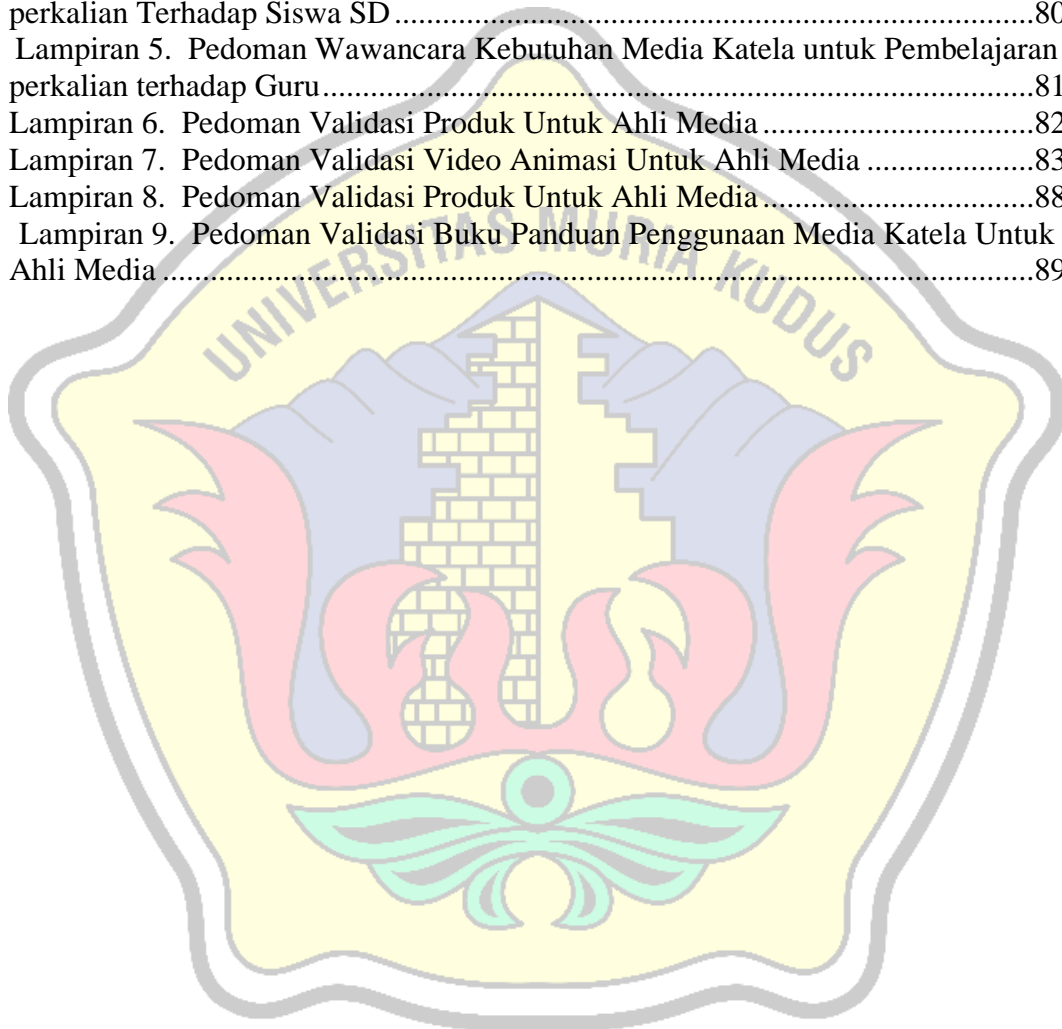 perkalian Terhadap Siswa SD.................................................................................80
Lampiran 5. Pedoman Wawancara Kebutuhan Media Katela untuk Pembelajaran
perkalian terhadap Guru..........................................................................................81
Lampiran 6. Pedoman Validasi Produk Untuk Ahli Media..................................82
Lampiran 7. Pedoman Validasi Video Animasi Untuk Ahli Media .....................83
Lampiran 8. Pedoman Validasi Produk Untuk Ahli Media..................................88
Lampiran 9. Pedoman Validasi Buku Panduan Penggunaan Media Katela Untuk
Ahli Media ..............................................................................................................89
UNIVERSITAS MURIA KUDUS